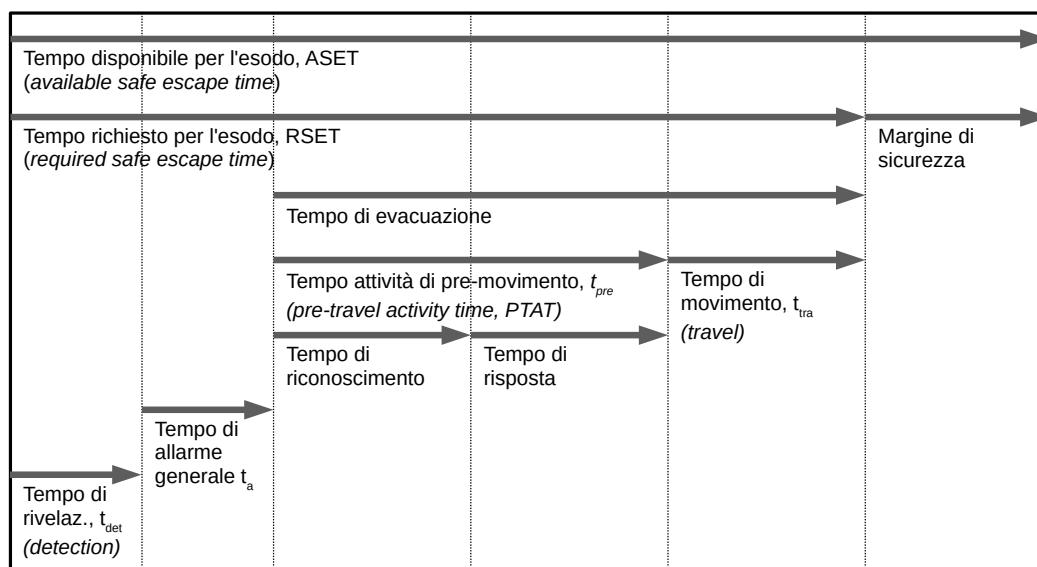 Tempo disponibile per l'esodo, ASET
(available safe escape time)
Tempo richiesto per l'esodo, RSET
(required safe escape time)
Margine di
sicurezza
Tempo di evacuazione
Tempo attività di pre-movimento, tpre
(pre-travel activity time, PTAT)
Tempo di
movimento, ttra
(travel)
Tempo di
riconoscimento
Tempo di
risposta
Tempo di
allarme
generale ta
Tempo di
rivelaz., tdet
(detection)